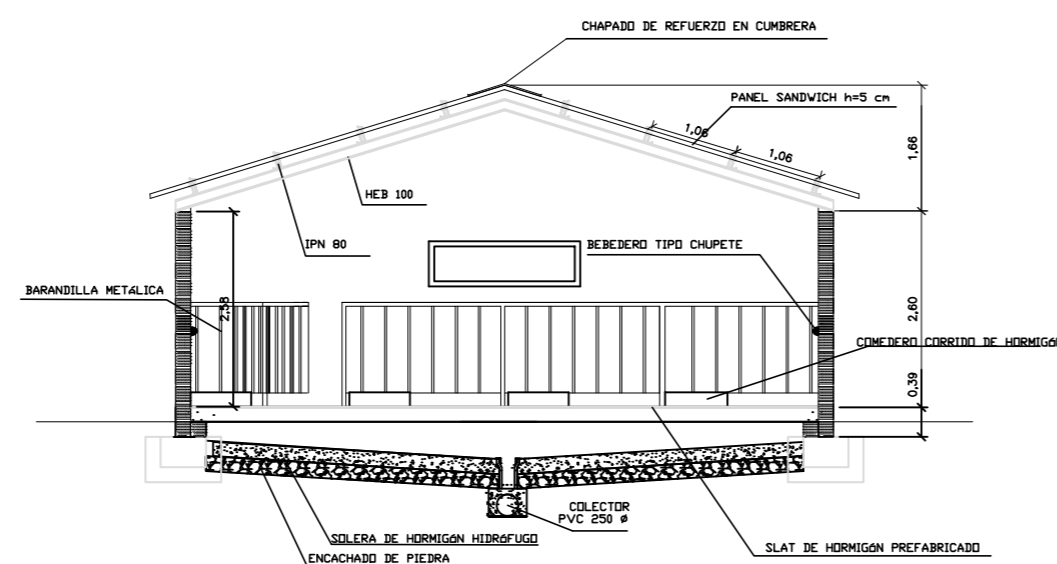 CHAPADO DE REFUERZO EN CUMBRERA
PANEL SANDWICH h=5 cm
1,06
1,06
1,66
HEB 100
IPN 80
BEBEDERO TIPO CHUPETE
BARANDILLA METáLICA
2,58
2,60
COMEDERO CORRIDO DE HORMIGóN
0,39
COLECTOR
PVC 250 Ø
SOLERA DE HORMIGóN HIDRóFUGO
SLAT DE HORMIGóN PREFABRICADO
ENCACHADO DE PIEDRA